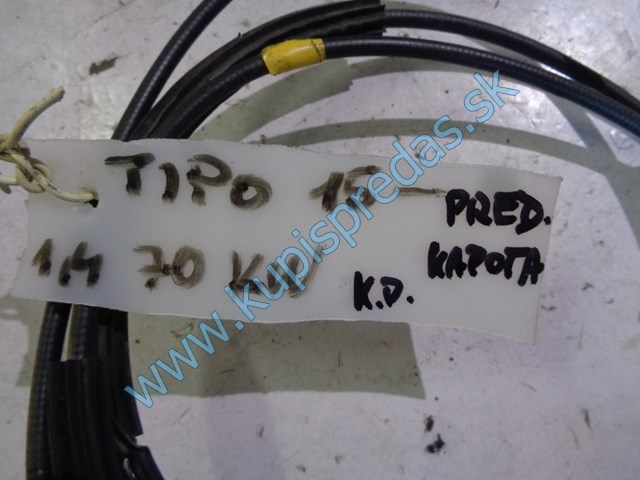 TIPO 15-
PRED.
1,4 70 KW
KAPOTA
K.D.
www.kupispredas.sk